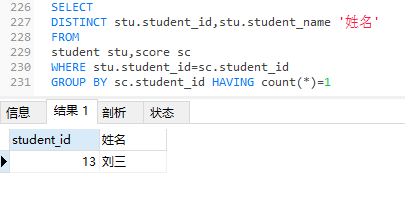 226 SELECT
227 DISTINCT stu.student_id,stu.student_name '姓名'
228 FROM
229 student stu,score sc
230 WHERE stu.student_id=sc.student_id
231 GROUP BY sc.student_id HAVING count(*)=1
信息 结果 1 剖析 状态
student_id 姓名
13 刘三